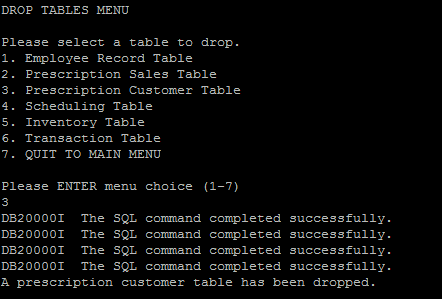 DROP TABLES MENU
Please select a table to drop.
1. Employee Record Table
2. Prescription Sales Table
3. Prescription Customer Table
4. Scheduling Table
5. Inventory Table
6. Transaction Table
7. QUIT TO MAIN MENU
Please ENTER menu choice (1-7)
3
DB20000I  The SQL command completed successfully.
DB20000I  The SQL command completed successfully.
DB20000I  The SQL command completed successfully.
DB20000I  The SQL command completed successfully.
A prescription customer table has been dropped.